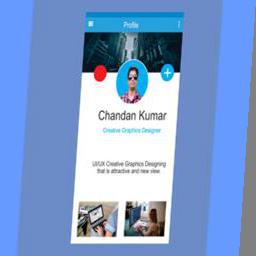 Profile
Chandan Kumar
Creative Graphics Designer
UI/UX Creative Graphics Designing
that is attractive and new view.